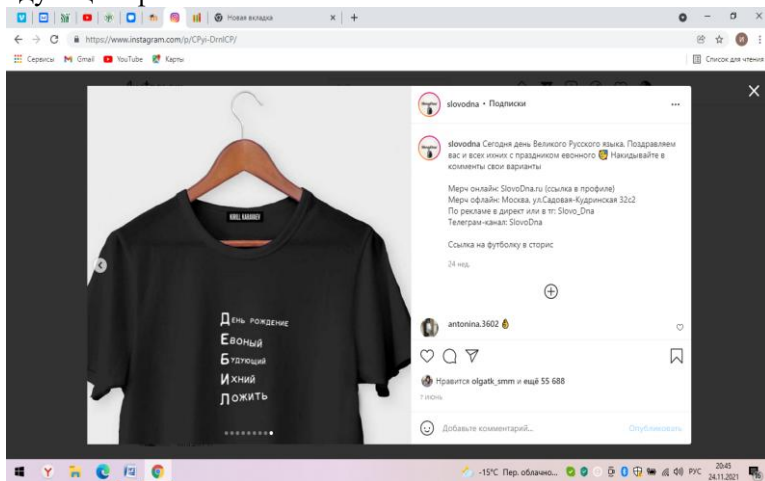 Новая вкладка
https://www.instagram.com/p/CPyi-DrnICP/
Сервисы Gmail YouTube Карты
Список для чтения
slovodna • Подписки
slovodna Сегодня день Великого Русского языка. Поздравляем
вас и всех ихних с праздником евонного Накидывайте в
комменты свои варианты
Мерч онлайн: SlovoDna.ru (ссылка в профиле)
Мерч офлайн: Москва, ул.Садовая-Кудринская 32с2
По рекламе в директ или в тг: Slovo_Dna
Телеграм-канал: SlovoDna
Ссылка на футболку в сторис
24 нед.
День рождение
Евоный
Будующий
Ихний
Ложить
antonina.3602
Нравится olgatk_smm и ещё 55 688
7 июнь
Добавьте комментарий... Опубликовать
-15°C Пер. облачно... РУС 20:45
24.11.2021